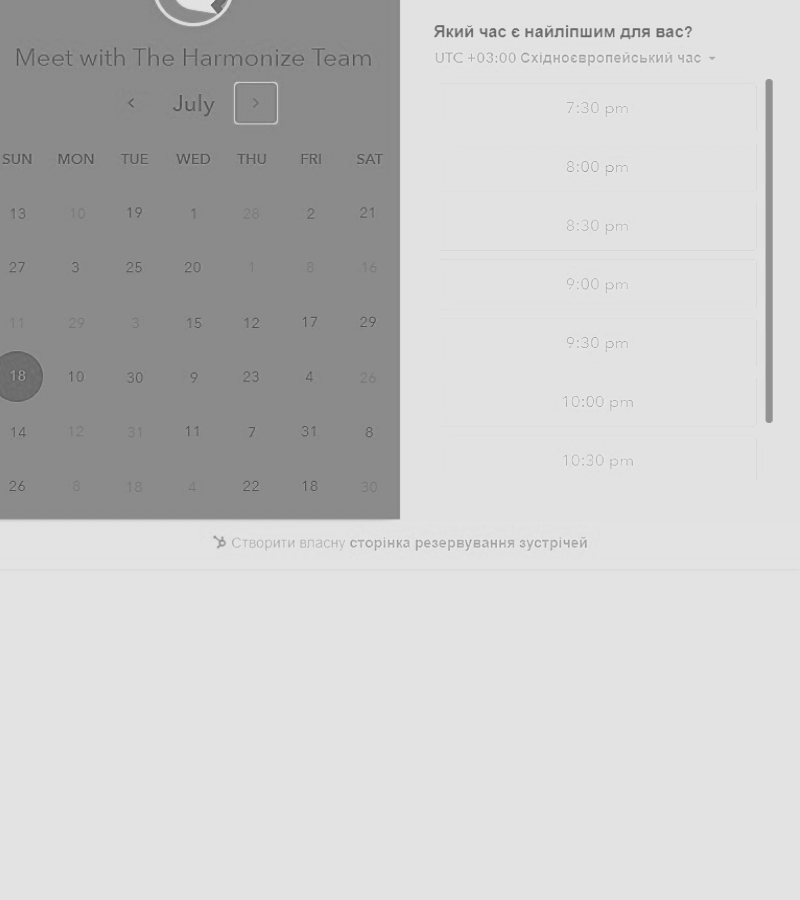 Meet with The Harmonize Team
July
SUN MON TUE WED THU FRI SAT
13 10 19 1 28 2 21
27 3 25 20 1 8 16
11 29 3 15 12 17 29
18 10 30 9 23 4 26
14 12 31 11 7 31 8
26 8 18 4 22 18 30
Який час є найліпшим для вас?
UTC +03:00 Східноєвропейський час
7:30 pm
8:00 pm
8:30 pm
9:00 pm
9:30 pm
10:00 pm
10:30 pm
Створити власну сторінка резервування зустрічей